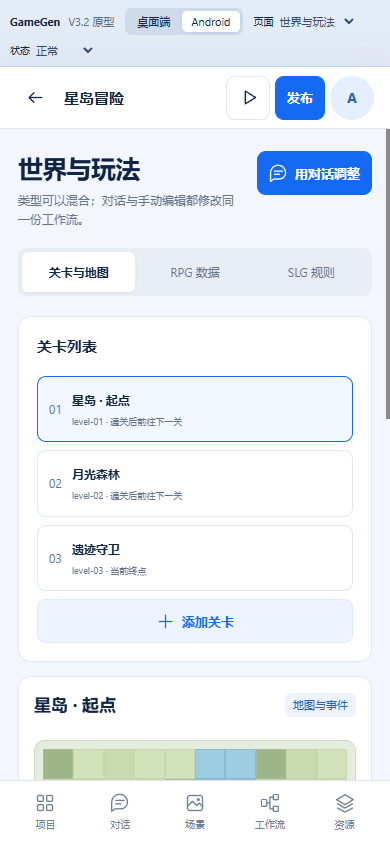 GameGen V3.2 原型 桌面端 Android 页面 世界与玩法
状态 正常
星岛冒险 发布 A
世界与玩法
用对话调整
类型可以混合；对话与手动编辑都修改同
一份工作流。
关卡与地图 RPG 数据 SLG 规则
关卡列表
01 星岛 · 起点
level-01 · 通关后前往下一关
02 月光森林
level-02 · 通关后前往下一关
03 遗迹守卫
level-03 · 当前终点
添加关卡
星岛 · 起点 地图与事件
项目 对话 场景 工作流 资源